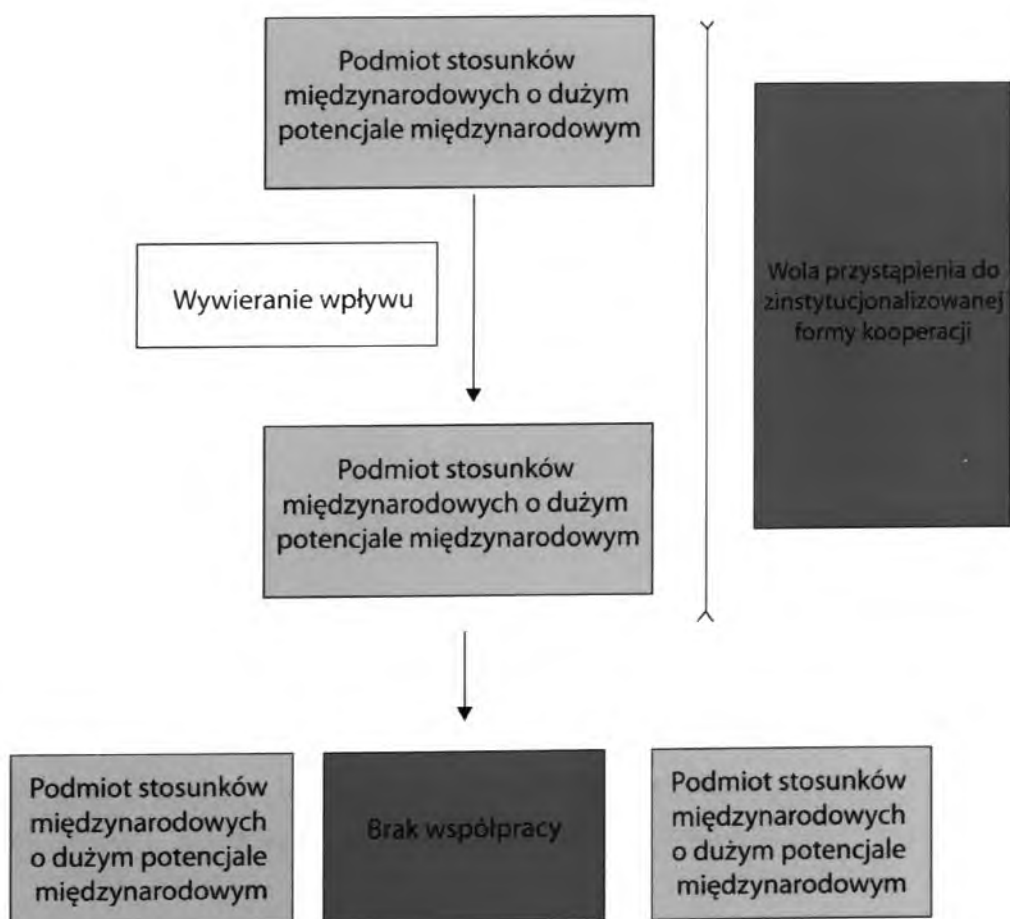 Podmiot stosunków
międzynarodowych o dużym
potencjale międzynarodowym
Wywieranie wpływu
Wola przystąpienia do
zinstytucjonalizowanej
formy kooperacji
Podmiot stosunków
międzynarodowych o dużym
potencjale międzynarodowym
Podmiot stosunków
międzynarodowych
o dużym potencjale
międzynarodowym
Brak współpracy
Podmiot stosunków
międzynarodowych
o dużym potencjale
międzynarodowym